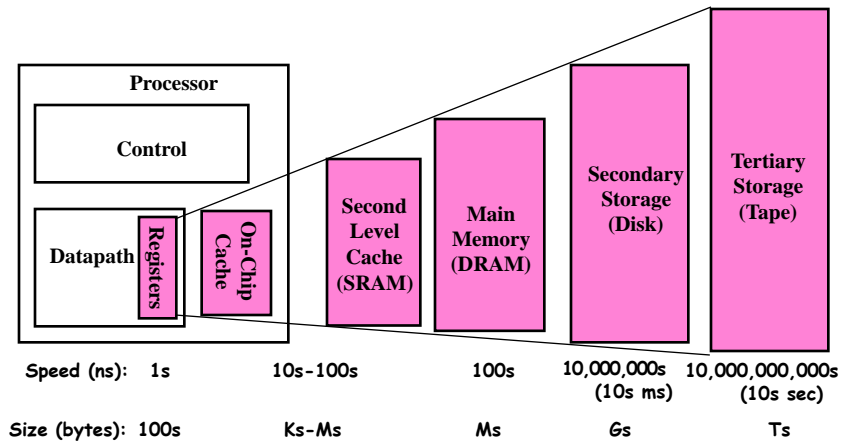 Processor
Control
Datapath
Registers
On-Chip
Cache
Second
Level
Cache
(SRAM)
Main
Memory
(DRAM)
Secondary
Storage
(Disk)
Tertiary
Storage
(Tape)
Speed (ns): 1s 10s-100s 100s 10,000,000s 10,000,000,000s
(10s ms) (10s sec)
Size (bytes): 100s Ks-Ms Ms Gs Ts